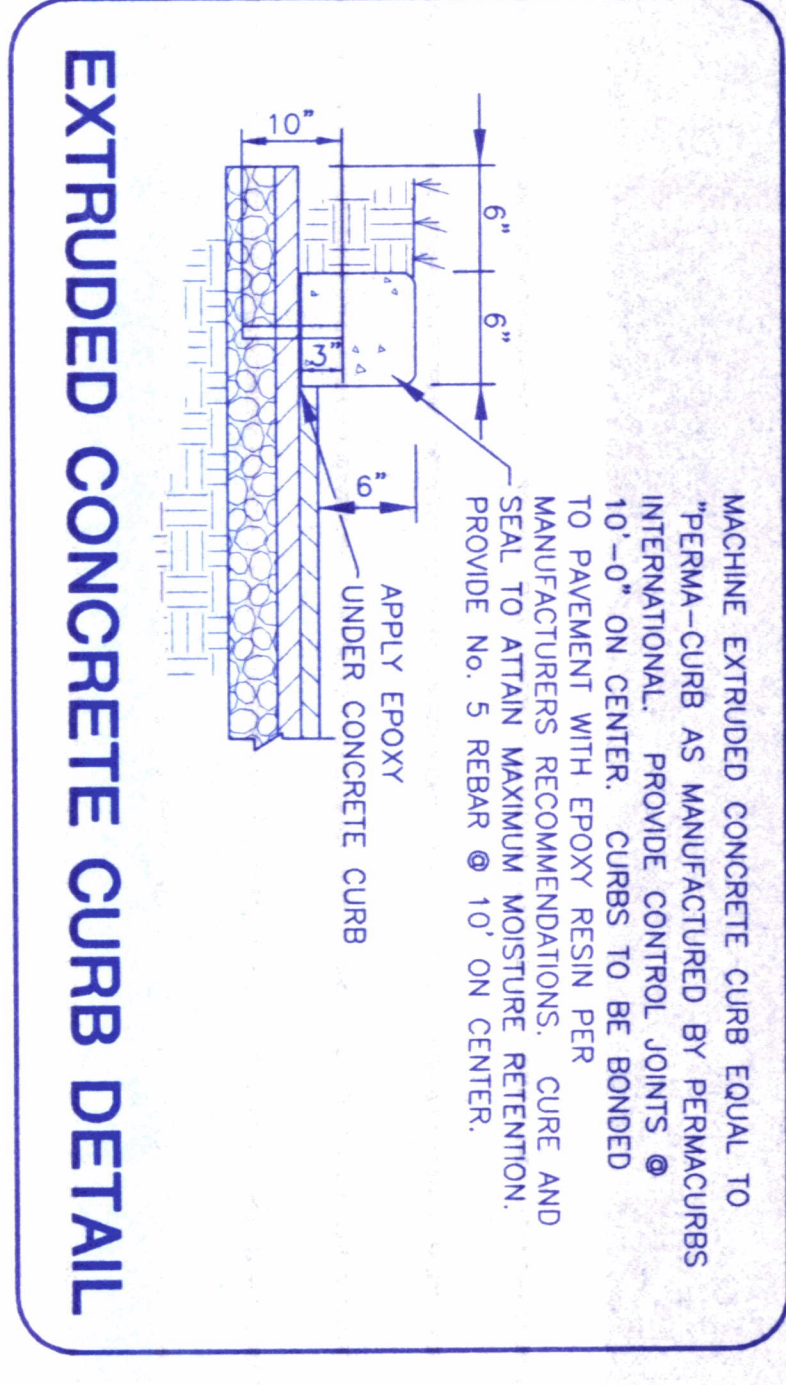 MACHINE EXTRUDED CONCRETE CURB EQUAL TO
"PERMA-CURB AS MANUFACTURED BY PERMACURBS
INTERNATIONAL. PROVIDE CONTROL JOINTS @
10'-0" ON CENTER. CURBS TO BE BONDED
TO PAVEMENT WITH EPOXY RESIN PER
MANUFACTURERS RECOMMENDATIONS. CURE AND
SEAL TO ATTAIN MAXIMUM MOISTURE RETENTION.
PROVIDE No. 5 REBAR @ 10' ON CENTER.
6"
6"
6"
10"
3"
APPLY EPOXY
UNDER CONCRETE CURB
EXTRUDED CONCRETE CURB DETAIL